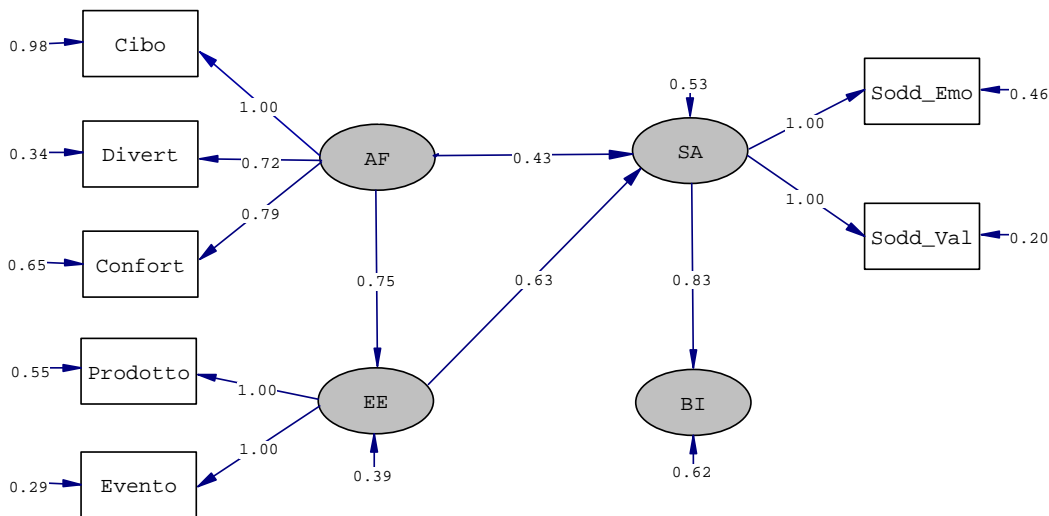 0.98
Cibo
1.00
0.34
Divert
0.72
0.65
Confort
0.79
AF
0.43
0.53
SA
1.00
Sodd_Emo
0.46
1.00
Sodd_Val
0.20
0.75
0.63
0.83
0.55
Prodotto
1.00
EE
BI
0.29
Evento
1.00
0.39
0.62